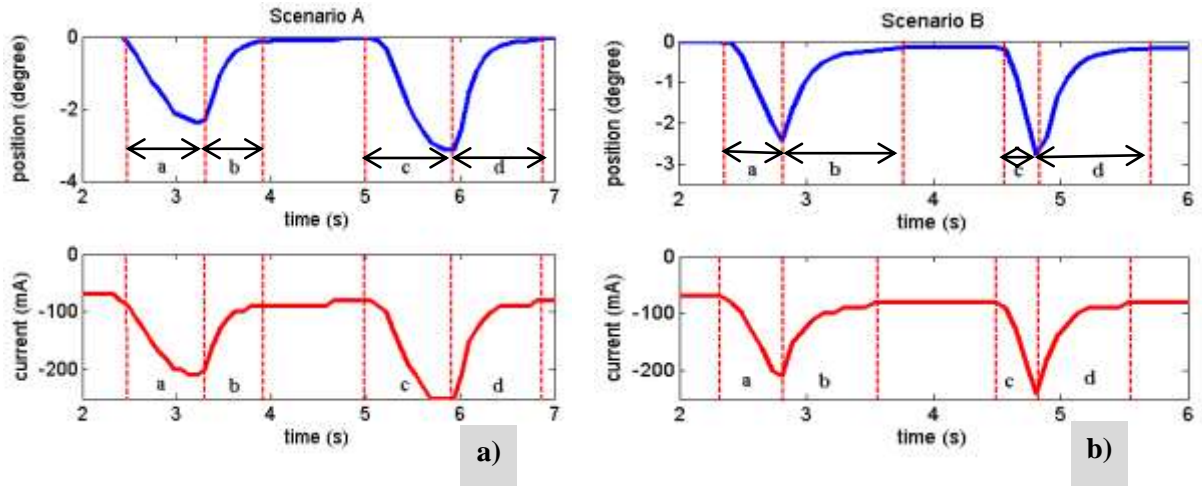 Scenario A
0
-2
-4
position (degree)
a
b
c
d
2 3 4 5 6 7
time (s)
0
-100
-200
current (mA)
a
b
c
d
2 3 4 5 6 7
time (s)
a)
Scenario B
0
-1
-2
-3
position (degree)
a
b
c
d
2 3 4 5 6
time (s)
0
-100
-200
current (mA)
a
b
c
d
2 3 4 5 6
time (s)
b)